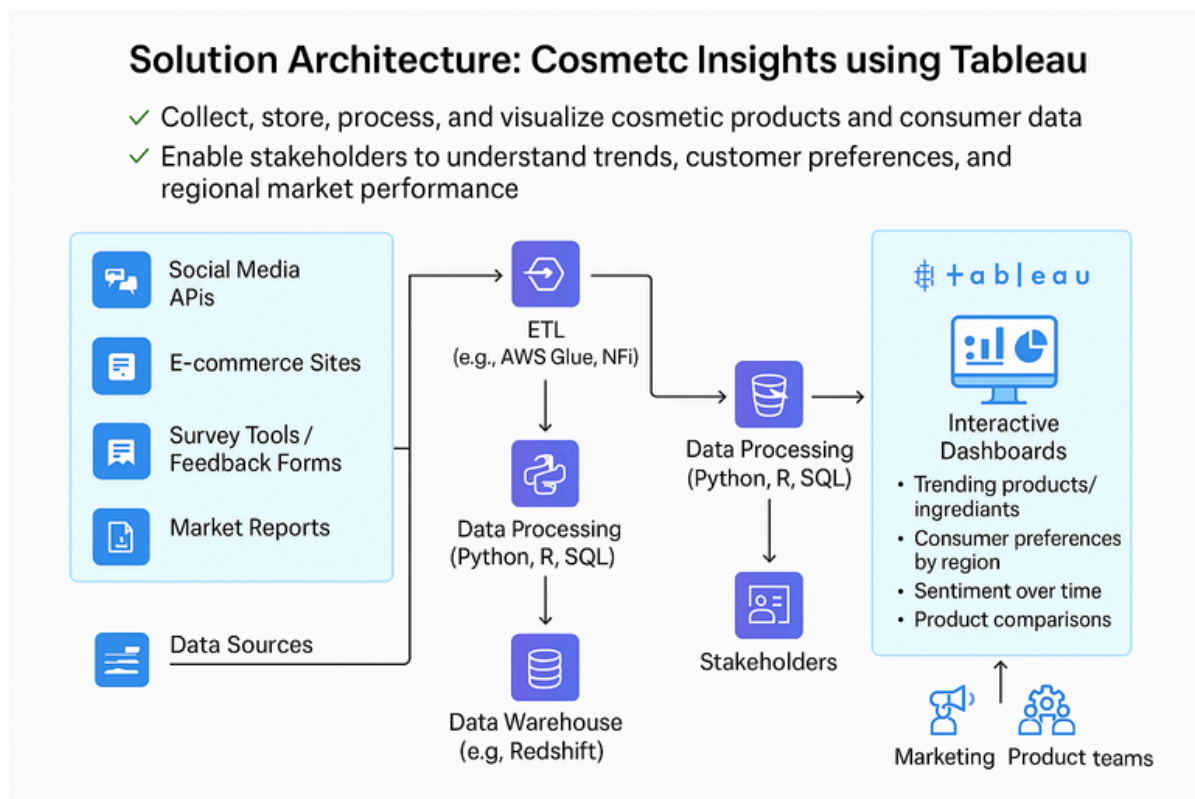 Solution Architecture: Cosmetc Insights using Tableau
Collect, store, process, and visualize cosmetic products and consumer data
Enable stakeholders to understand trends, customer preferences, and
regional market performance
Social Media
APis
E-commerce Sites
Survey Tools /
Feedback Forms
Market Reports
Data Sources
ETL
(e.g., AWS Glue, NFi)
Data Processing
(Python, R, SQL)
Data Warehouse
(e.g, Redshift)
Data Processing
(Python, R, SQL)
Stakeholders
tableau
Interactive
Dashboards
• Trending products/
ingrediants
• Consumer preferences
by region
• Sentiment over time
• Product comparisons
Marketing
Product teams